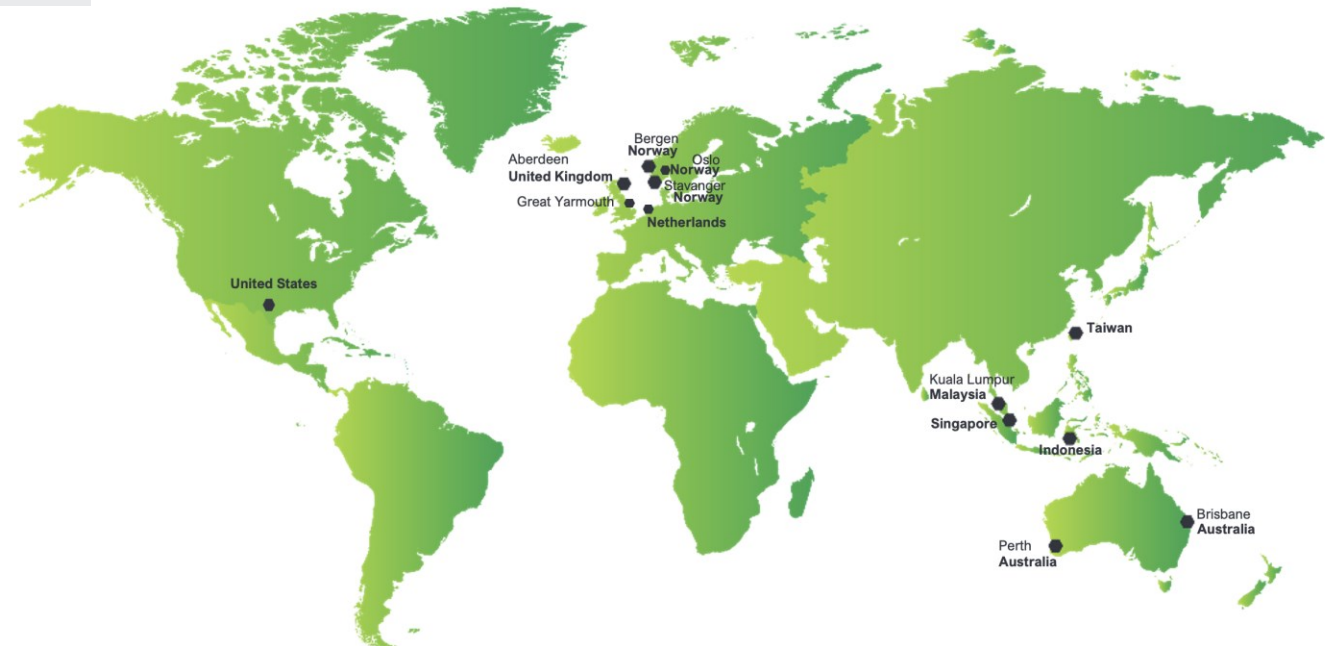 Bergen
Norway
Oslo
Norway
Aberdeen
United Kingdom
Stavanger
Norway
Great Yarmouth
Netherlands
United States
Taiwan
Kuala Lumpur
Malaysia
Singapore
Indonesia
Brisbane
Australia
Perth
Australia